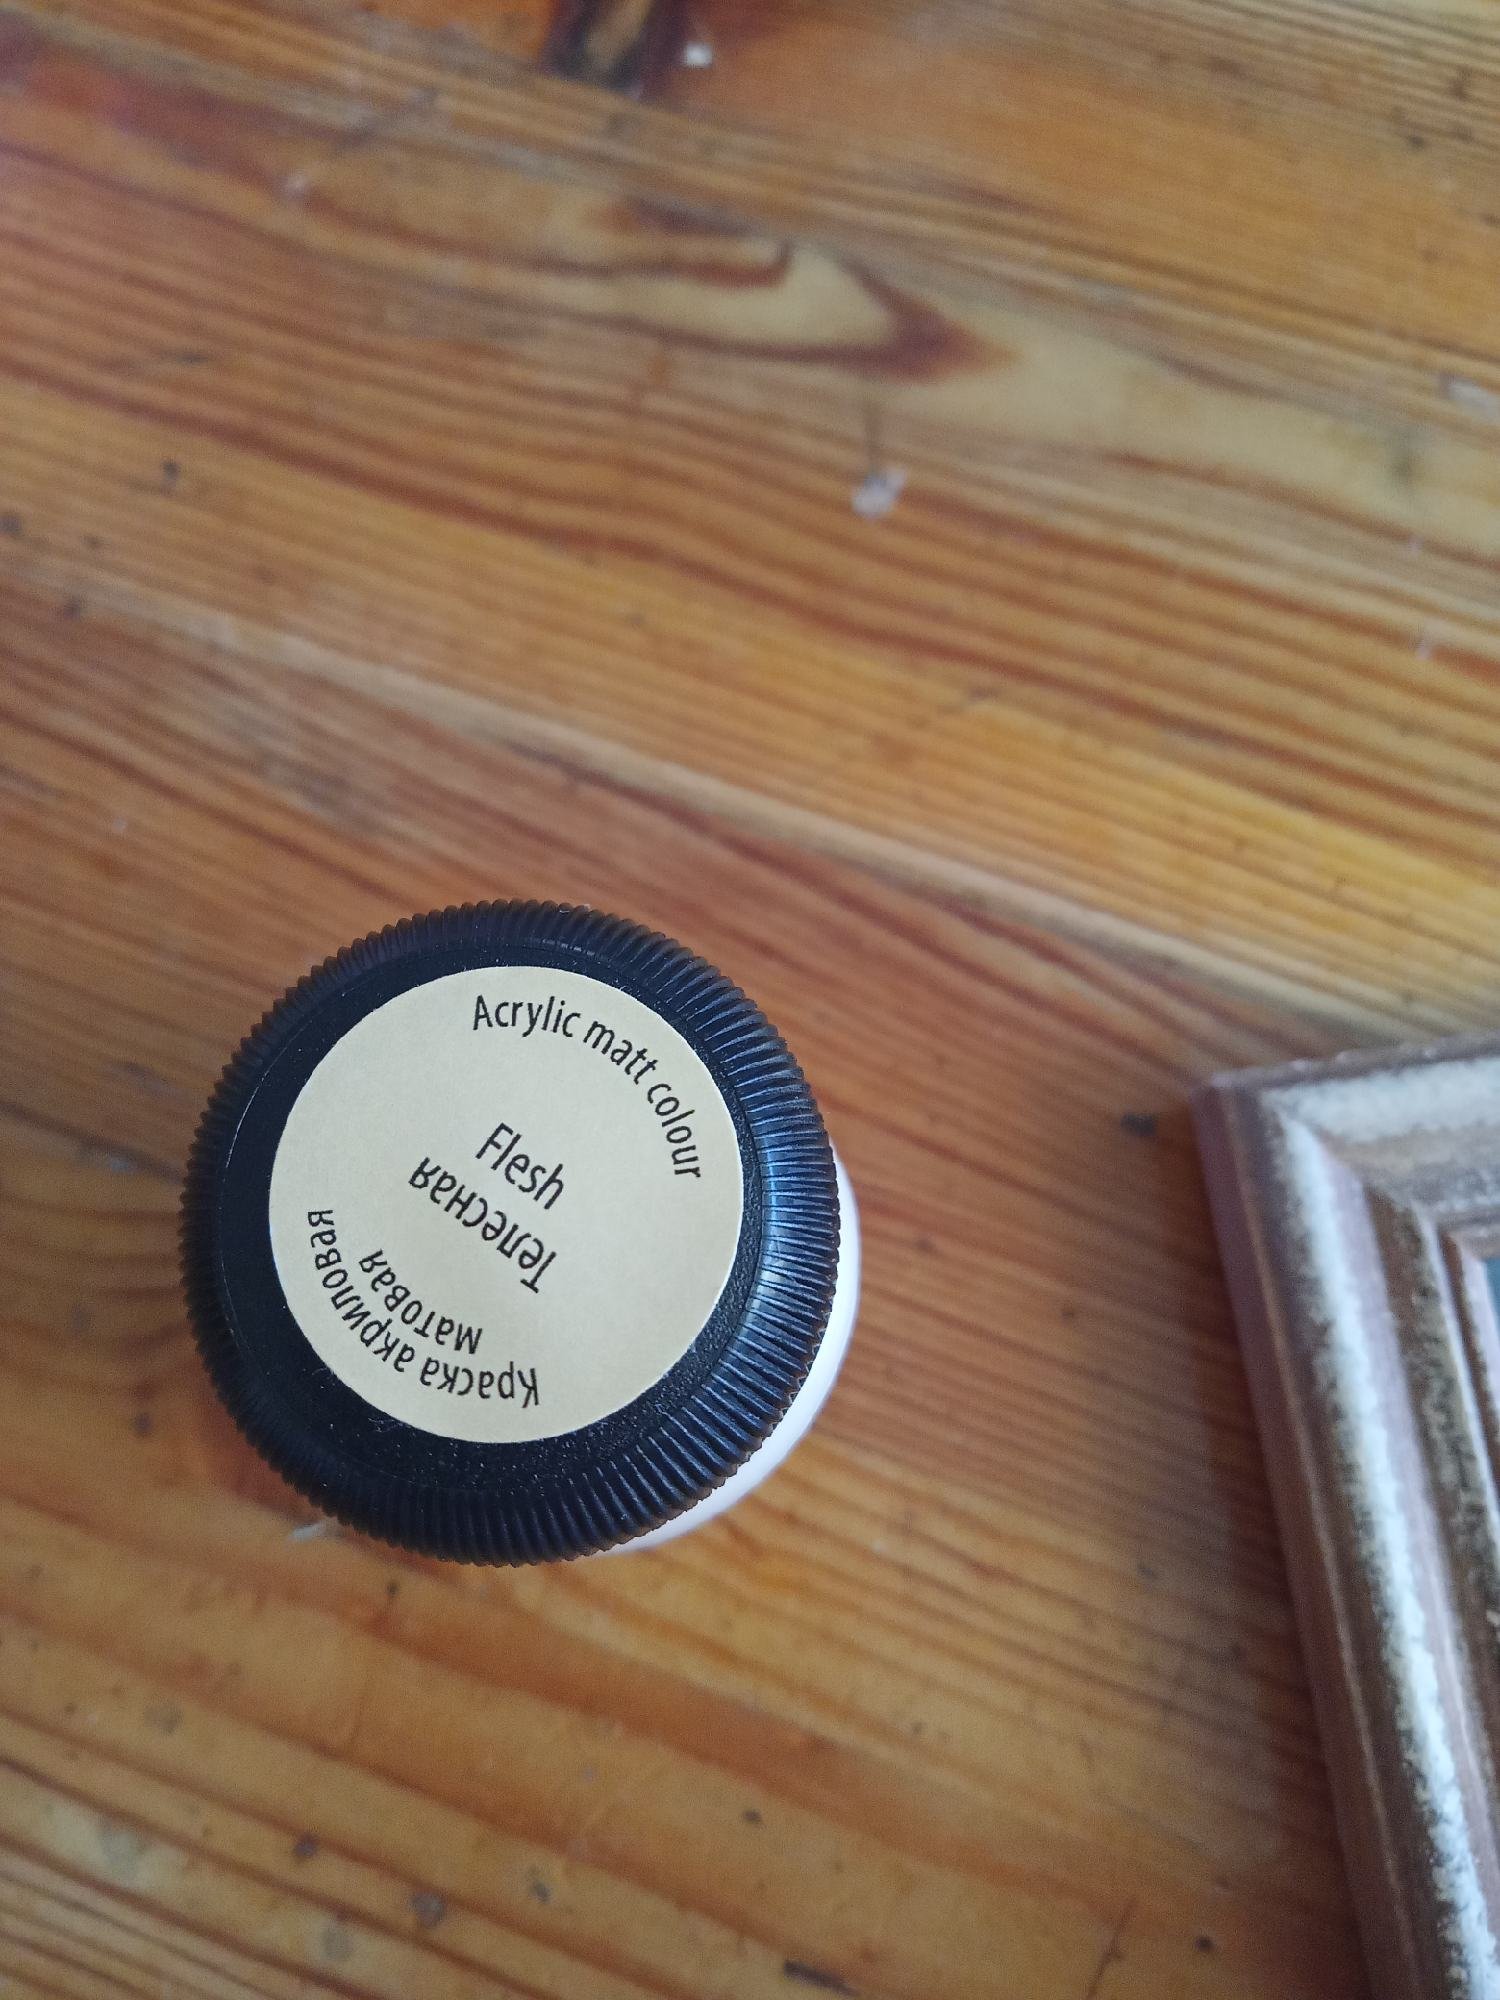 Acrylic matt colour
Flesh
Телесная
матовая
Краска акриловая